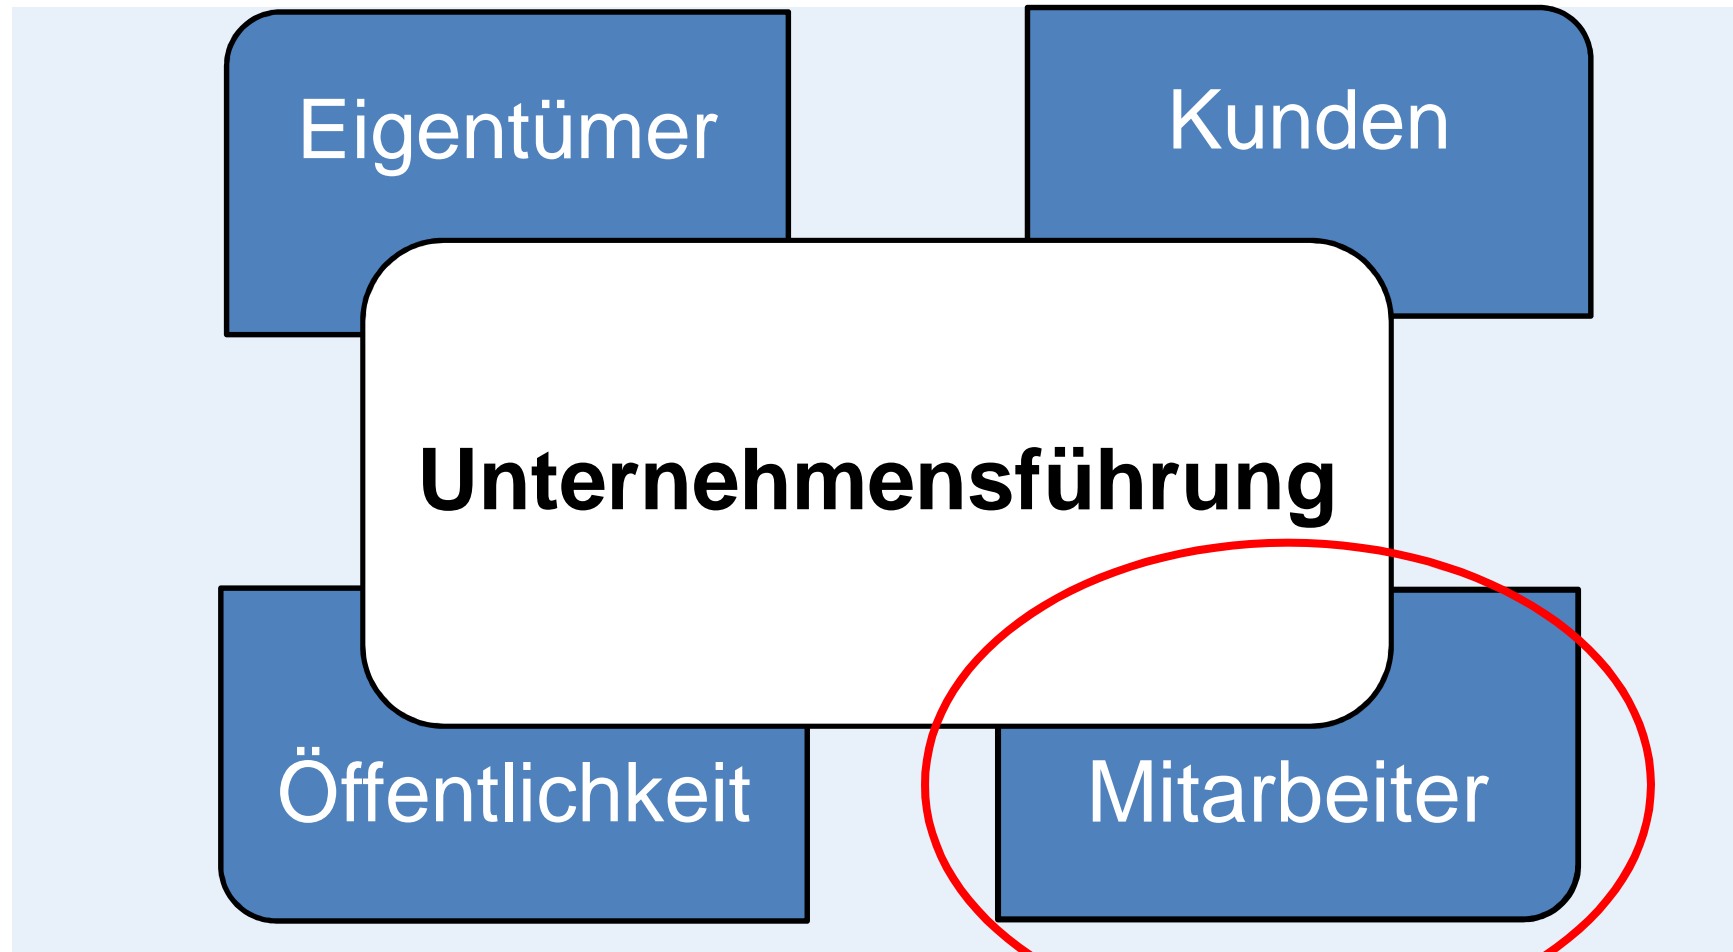 Eigentümer
Kunden
Unternehmensführung
Öffentlichkeit
Mitarbeiter